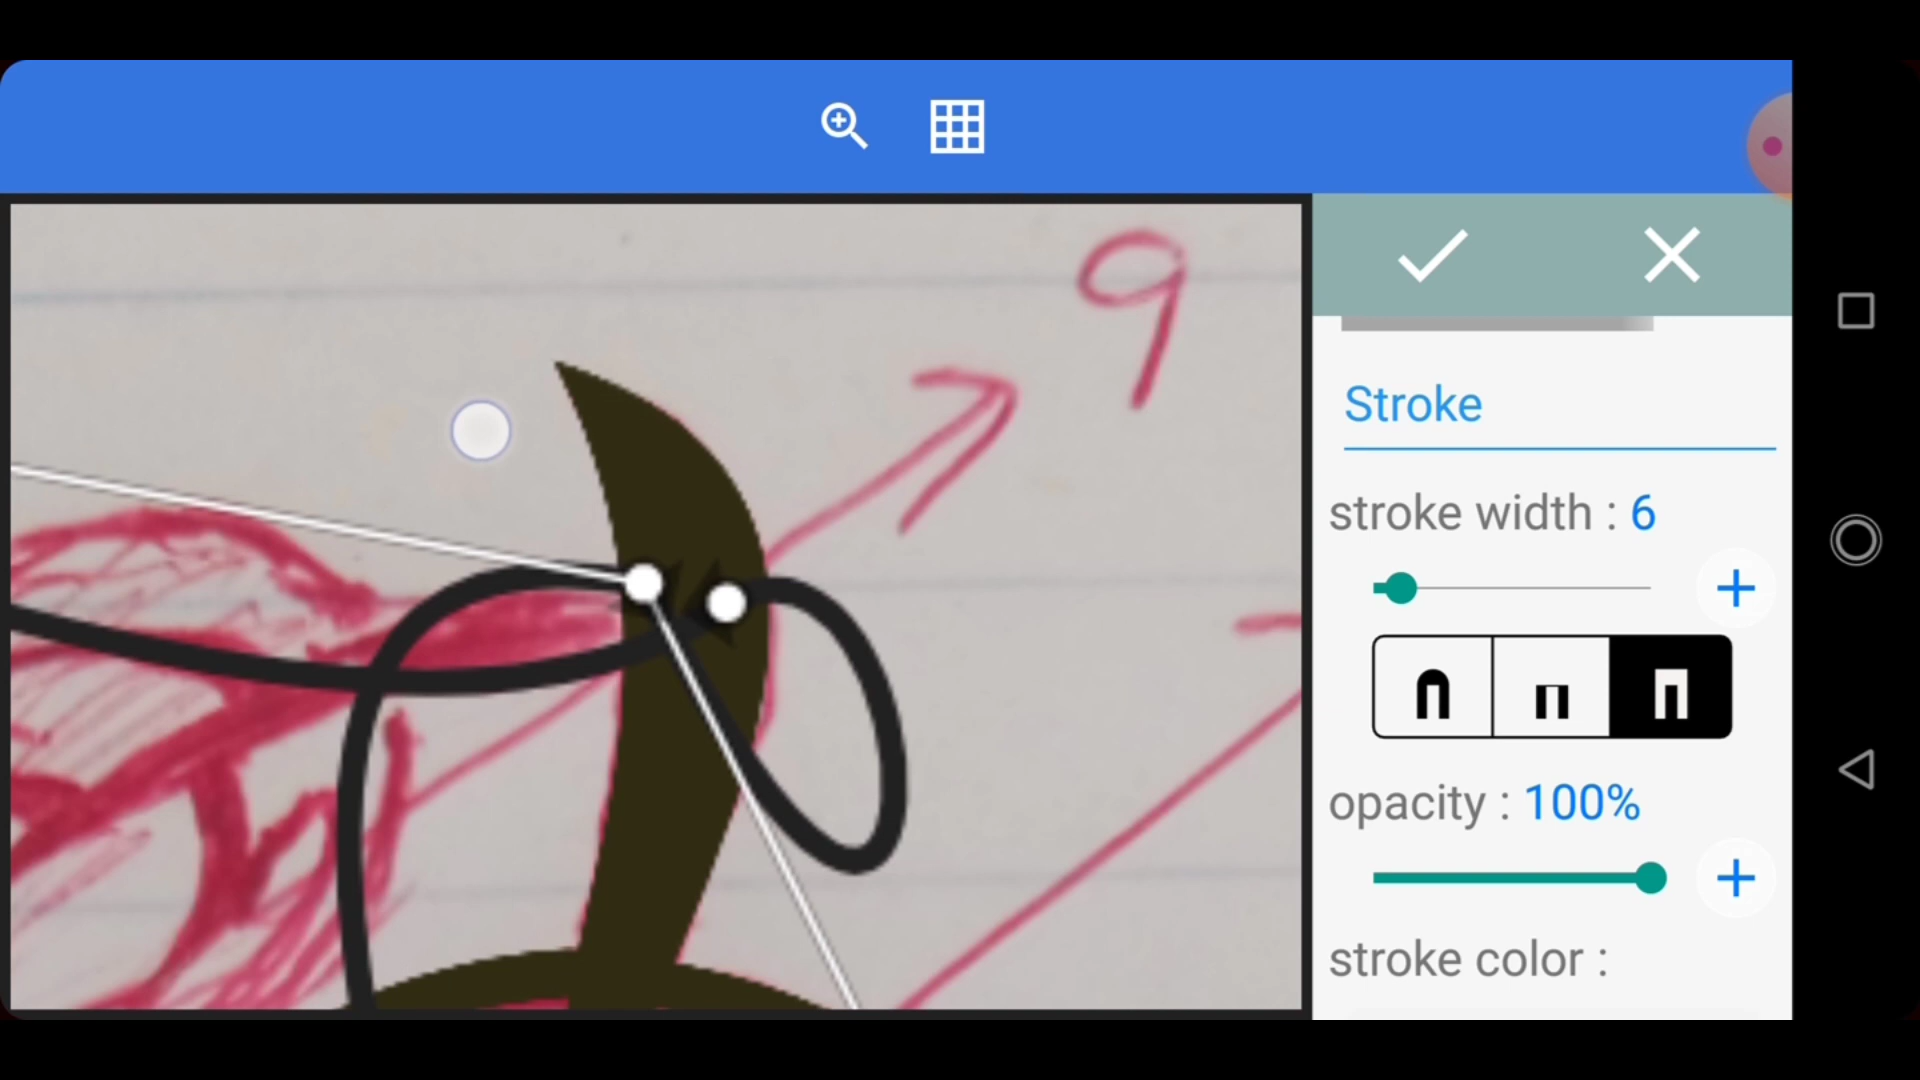 9
Stroke
stroke width : 6
opacity : 100%
stroke color :